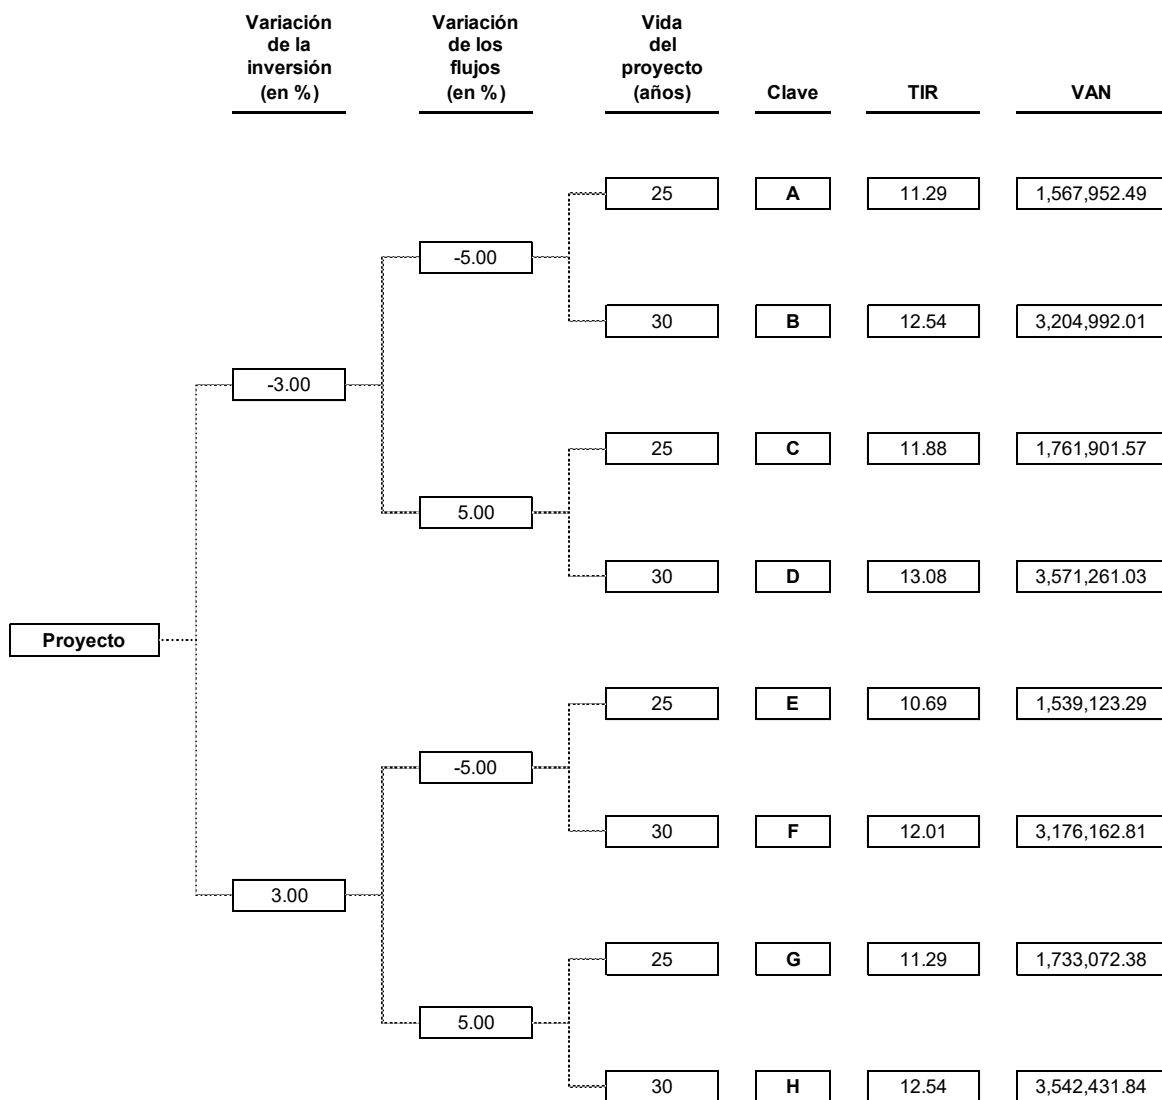 Variación de la inversión (en %)
Variación de los flujos (en %)
Vida del proyecto (años)
Clave
TIR
VAN
25 A 11.29 1,567,952.49
-5.00
30 B 12.54 3,204,992.01
-3.00
25 C 11.88 1,761,901.57
5.00
30 D 13.08 3,571,261.03
Proyecto
25 E 10.69 1,539,123.29
-5.00
30 F 12.01 3,176,162.81
3.00
25 G 11.29 1,733,072.38
5.00
30 H 12.54 3,542,431.84